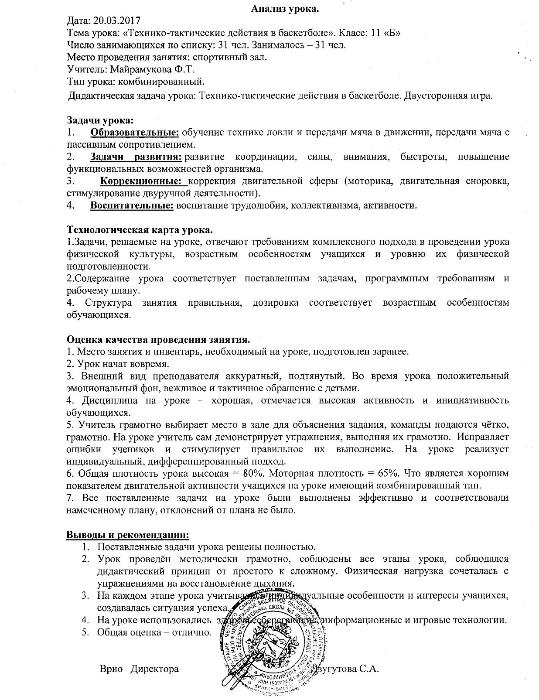 Анализ урока.
Дата: 20.03.2017
Тема урока: «Технико-тактические действия в баскетболе». Класс: 11 «Б»
Число занимающихся по списку: 31 чел. Занималось – 31 чел.
Место проведения занятия: спортивный зал.
Учитель: Майрамукова Ф.Т.
Тип урока: комбинированный.
Дидактическая задача урока: Технико-тактические действия в баскетболе. Двусторонная игра.
Задачи урока:
1. Образовательные: обучение технике ловли и передачи мяча в движении, передачи мяча с
пассивным сопротивлением.
2. Задачи развития: развитие координации, силы, внимания, быстроты, повышение
функциональных возможностей организма.
3. Коррекционные: коррекция двигательной сферы (моторика, двигательная сноровка,
стимулирование двуручной деятельности).
4. Воспитательные: воспитание трудолюбия, коллективизма, активности.
Технологическая карта урока.
1.Задачи, решаемые на уроке, отвечают требованиям комплексного подхода в проведении урока
физической культуры, возрастным особенностям учащихся и уровню их физической
подготовленности.
2.Содержание урока соответствует поставленным задачам, программным требованиям и
рабочему плану.
4. Структура занятия правильная, дозировка соответствует возрастным особенностям
обучающихся.
Оценка качества проведения занятия.
1. Место занятия и инвентарь, необходимый на уроке, подготовлен заранее.
2. Урок начат вовремя.
3. Внешний вид преподавателя аккуратный, подтянутый. Во время урока положительный
эмоциональный фон, вежливое и тактичное обращение с детьми.
4. Дисциплина на уроке – хорошая, отмечается высокая активность и инициативность
обучающихся.
5. Учитель грамотно выбирает место в зале для объяснения задания, команды подаются чётко,
грамотно. На уроке учитель сам демонстрирует упражнения, выполняя их грамотно. Исправляет
ошибки учеников и стимулирует правильное их выполнение. На уроке реализует
индивидуальный, дифференцированный подход.
6. Общая плотность урока высокая = 80%. Моторная плотность = 65%. Что является хорошим
показателем двигательной активности учащихся на уроке имеющий комбинированный тип.
7. Все поставленные задачи на уроке были выполнены эффективно и соответствовали
намеченному плану, отклонений от плана не было.
Выводы и рекомендации:
1. Поставленные задачи урока решены полностью.
2. Урок проведён методически грамотно, соблюдены все этапы урока, соблюдался
дидактический принцип от простого к сложному. Физическая нагрузка сочеталась с
упражнениями на восстановление дыхания.
3. На каждом этапе урока учитывались индивидуальные особенности и интересы учащихся,
создавалась ситуация успеха.
4. На уроке использовались здоровьесберегающие, информационные и игровые технологии.
5. Общая оценка – отлично.
Врио Директора Двугутова С.А.